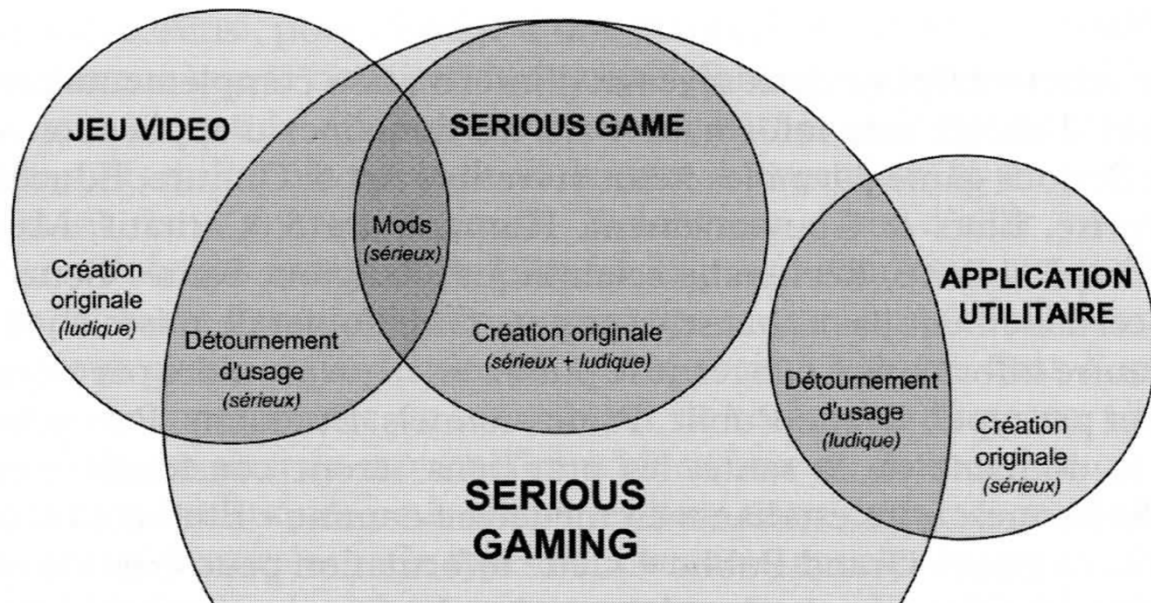 JEU VIDEO
Création
originale
(ludique)
Détournement
d'usage
(sérieux)
Mods
(sérieux)
SERIOUS GAME
Création originale
(sérieux + ludique)
APPLICATION
UTILITAIRE
Détournement
d'usage
(ludique)
Création
originale
(sérieux)
SERIOUS
GAMING